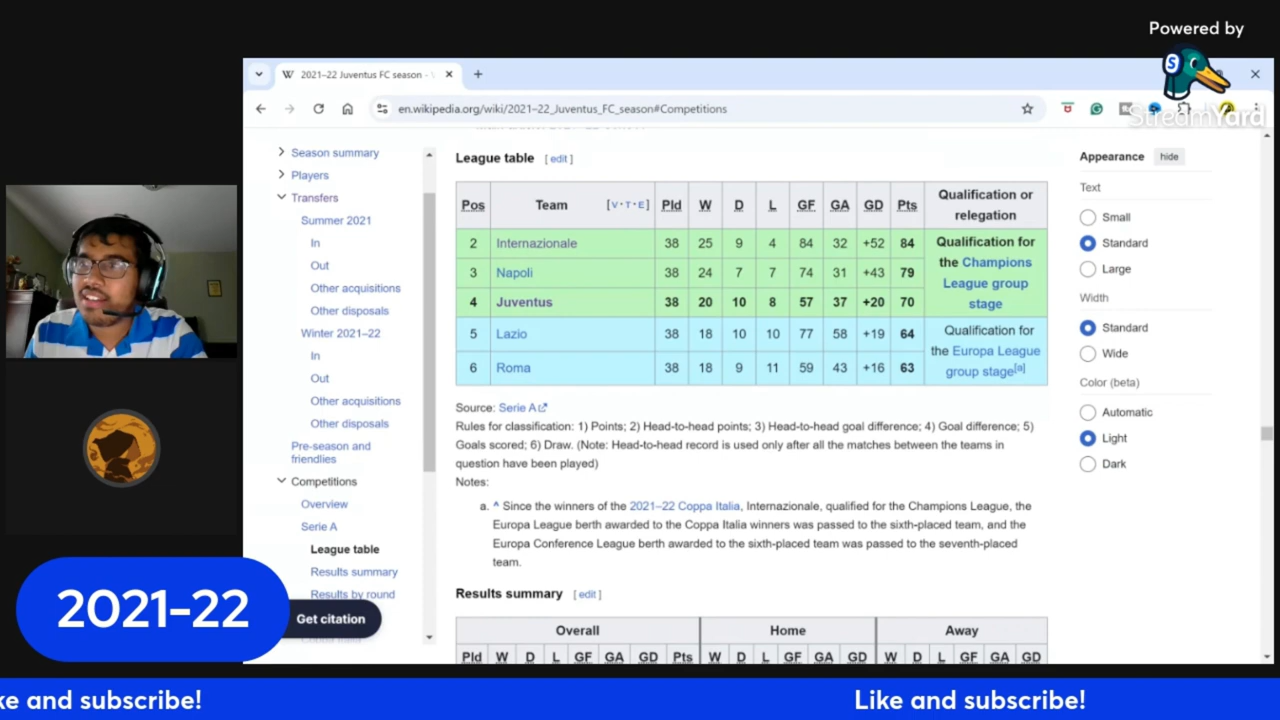 Powered by
StreamYard
2021–22 Juventus FC season -
en.wikipedia.org/wiki/2021–22_Juventus_FC_season#Competitions
Season summary
Players
Transfers
Summer 2021
In
Out
Other acquisitions
Other disposals
Winter 2021–22
In
Out
Other acquisitions
Other disposals
Pre-season and
friendlies
Competitions
Overview
Serie A
League table
Results summary
Results by round
Get citation
League table [ edit ]
Pos Team [V·T·E] Pld W D L GF GA GD Pts Qualification or relegation
2 Internazionale 38 25 9 4 84 32 +52 84 Qualification for the Champions League group stage
3 Napoli 38 24 7 7 74 31 +43 79
4 Juventus 38 20 10 8 57 37 +20 70
5 Lazio 38 18 10 10 77 58 +19 64 Qualification for the Europa League group stage[a]
6 Roma 38 18 9 11 59 43 +16 63
Source: Serie A
Rules for classification: 1) Points; 2) Head-to-head points; 3) Head-to-head goal difference; 4) Goal difference; 5)
Goals scored; 6) Draw. (Note: Head-to-head record is used only after all the matches between the teams in
question have been played)
Notes:
a. ^ Since the winners of the 2021–22 Coppa Italia, Internazionale, qualified for the Champions League, the
Europa League berth awarded to the Coppa Italia winners was passed to the sixth-placed team, and the
Europa Conference League berth awarded to the sixth-placed team was passed to the seventh-placed
team.
Results summary [ edit ]
Overall Home Away
Pld W D L GF GA GD Pts W D L GF GA GD W D L GF GA GD
Appearance hide
Text
Small
Standard
Large
Width
Standard
Wide
Color (beta)
Automatic
Light
Dark
2021-22
ke and subscribe!
Like and subscribe!